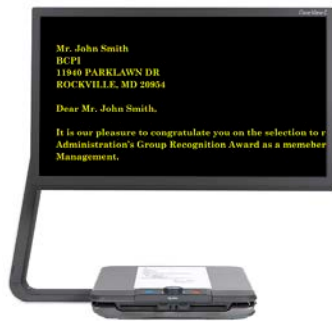 ClearView C
Mr. John Smith
BCPI
11940 PARKLAWN DR
ROCKVILLE, MD 20854
Dear Mr. John Smith.
It is our pleasure to congratulate you on the selection to r
Administration's Group Recognition Award as a memeber
Management.